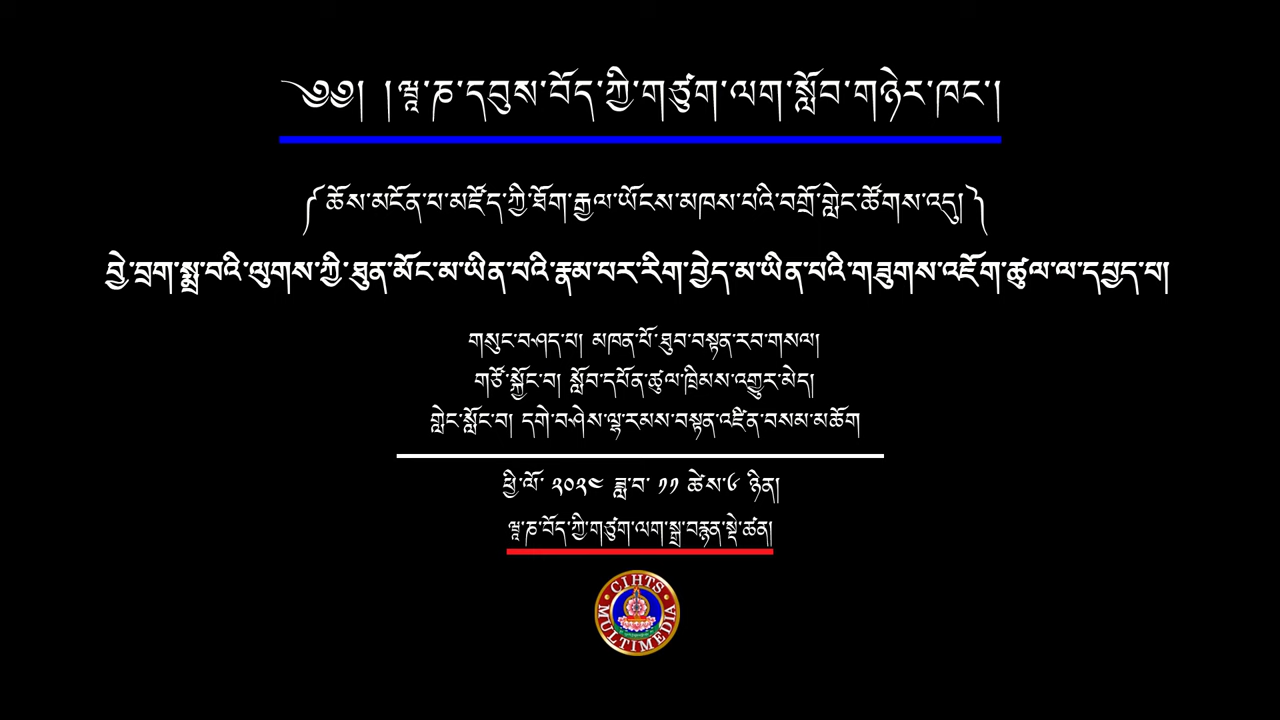 ༄༅། །ཝཱ་ཎ་དབུས་བོད་ཀྱི་གཙུག་ལག་སློབ་གཉེར་ཁང་།
༼ ཆོས་མངོན་པ་མཛོད་ཀྱི་ཐོག་རྒྱལ་ཡོངས་མཁས་པའི་བགྲོ་གླེང་ཚོགས་འདུ། ༽
བྱེ་བྲག་སྨྲ་བའི་ལུགས་ཀྱི་ཐུན་མོང་མ་ཡིན་པའི་རྣམ་པར་རིག་བྱེད་མ་ཡིན་པའི་གཟུགས་འཇོག་ཚུལ་ལ་དཔྱད་པ།
གསུང་བཤད་པ། མཁན་པོ་ཐུབ་བསྟན་རབ་གསལ།
གཙོ་སྐྱོང་བ། སློབ་དཔོན་ཚུལ་ཁྲིམས་འགྱུར་མེད།
གླེང་སློང་བ། དགེ་བཤེས་ལྷ་རམས་བསྟན་འཛིན་བསམ་མཆོག
ཕྱི་ལོ་ ༢༠༢༤ ཟླ་བ་ ༡༡ ཚེས་༦ ཉིན།
ཝཱ་ཎ་བོད་ཀྱི་གཙུག་ལག་སྒྲ་བརྙན་སྡེ་ཚན།
CIHTS
MULTIMEDIA